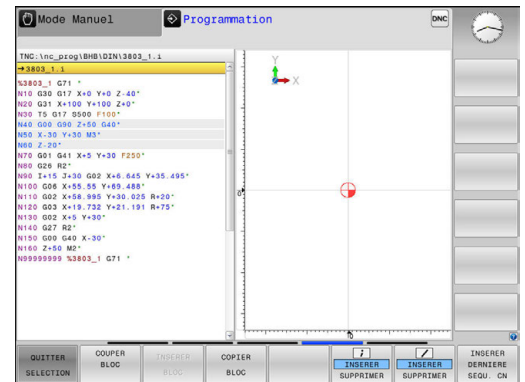 Mode Manuel
Programmation
DNC
TNC:\nc_prog\BHB\DIN\3803_1.i
→3803_1.i
%3803_1 G71 *
N10 G30 G17 X+0 Y+0 Z-40*
N20 G31 X+100 Y+100 Z+0*
N30 T5 G17 S500 F100*
N40 G00 G90 Z+50 G40*
N50 X-30 Y+30 M3*
N60 Z-20*
N70 G01 G41 X+5 Y+30 F250*
N80 G26 R2*
N90 I+15 J+30 G02 X+6.645 Y+35.495*
N100 G06 X+55.55 Y+69.488*
N110 G02 X+58.995 Y+30.025 R+20*
N120 G03 X+19.732 Y+21.191 R+75*
N130 G02 X+5 Y+30*
N140 G27 R2*
N150 G00 G40 X-30*
N160 Z+50 M2*
N99999999 %3803_1 G71 *
Y
X
0
0
QUITTER
SELECTION
COUPER
BLOC
INSERER
BLOC
COPIER
BLOC
i
INSERER
SUPPRIMER
/
INSERER
SUPPRIMER
INSERER
DERNIERE
SEQU. CN